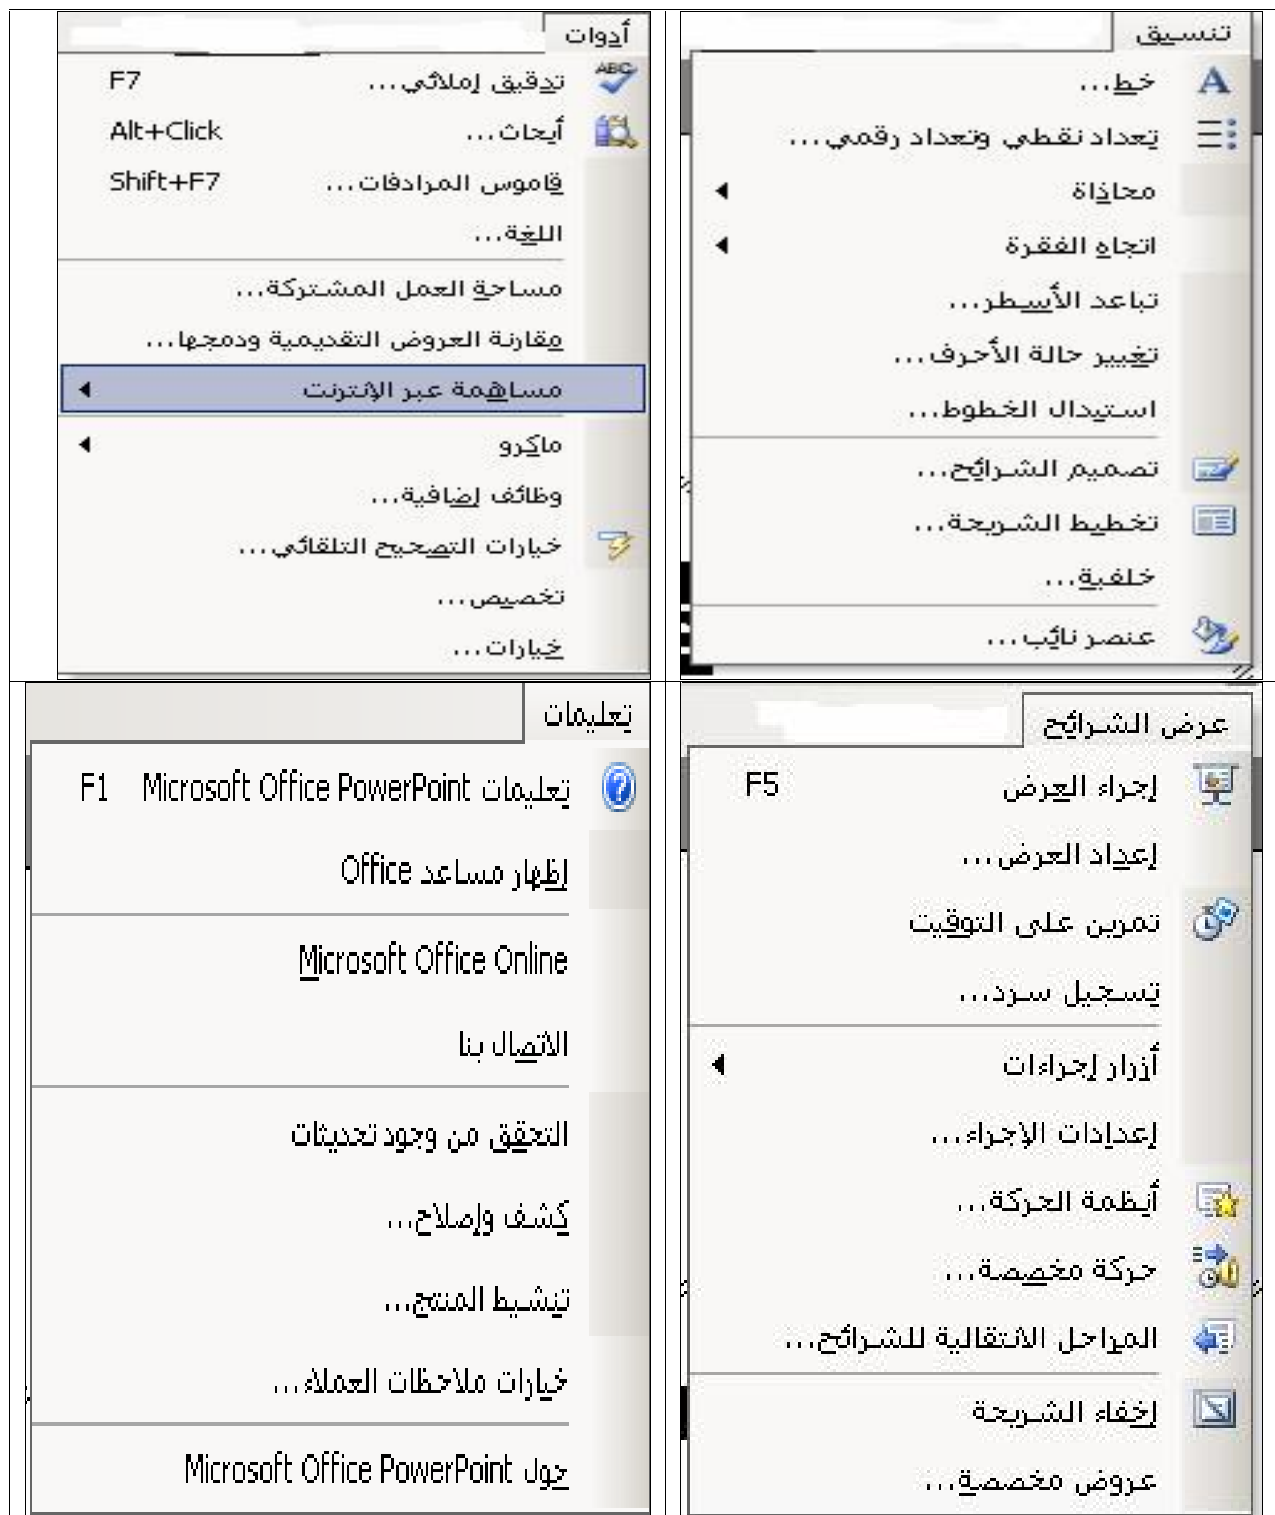 تنسيق
خط...
تعداد نقطي وتعداد رقمي...
محاذاة
اتجاه الفقرة
تباعد الأسطر...
تغيير حالة الأحرف...
استبدال الخطوط...
تصميم الشرائح...
تخطيط الشريحة...
خلفية...
عنصر نائب...
أدوات
تدقيق إملائي... F7
أبحاث... Alt+Click
قاموس المرادفات... Shift+F7
اللغة...
مساحة العمل المشتركة...
مقارنة العروض التقديمية ودمجها...
مساهمة عبر الإنترنت
ماكرو
وظائف إضافية...
خيارات التصحيح التلقائي...
تخصيص...
خيارات...
عرض الشرائح
إجراء العرض F5
إعداد العرض...
تمرين على التوقيت
تسجيل سرد...
أزرار إجراءات
إعدادات الإجراء...
أنظمة الحركة...
حركة مخصصة...
المراحل الانتقالية للشرائح...
إخفاء الشريحة
عروض مخصصة...
تعليمات
تعليمات Microsoft Office PowerPoint F1
إظهار مساعد Office
Microsoft Office Online
الاتصال بنا
التحقق من وجود تحديثات
كشف وإصلاح...
تنشيط المنتج...
خيارات ملاحظات العملاء...
حول Microsoft Office PowerPoint